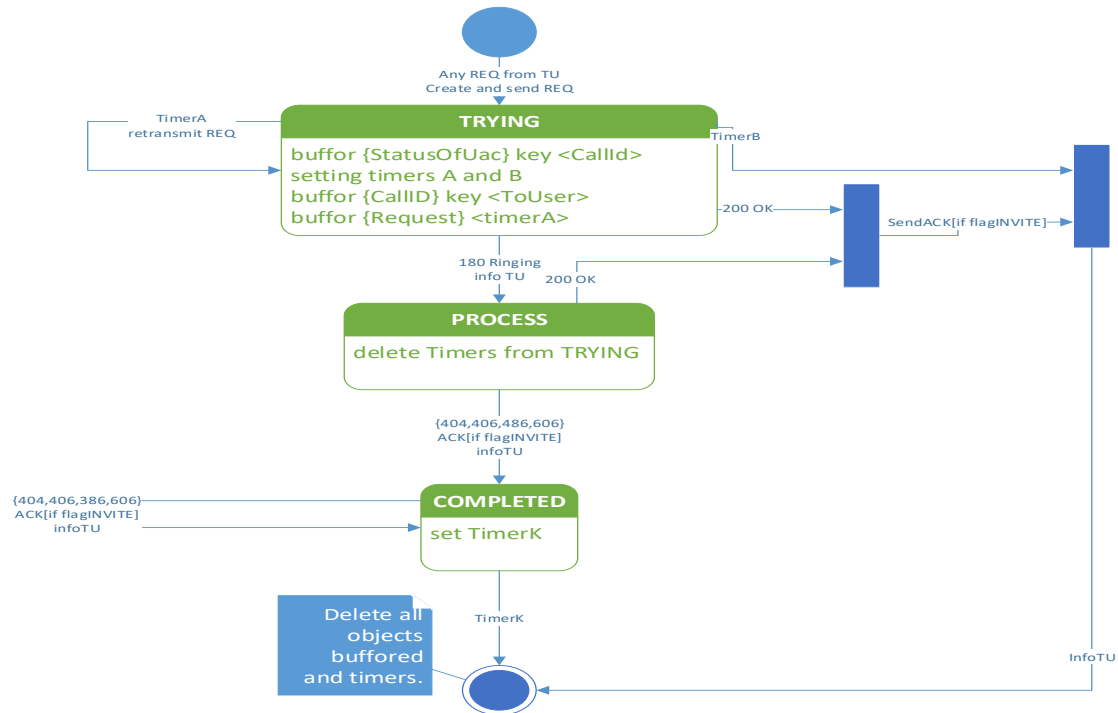 Any REQ from TU
Create and send REQ
TimerA
retransmit REQ
TRYING
buffor {StatusOfUac} key <CallId>
setting timers A and B
buffor {CallID} key <ToUser>
buffor {Request} <timerA>
TimerB
200 OK
SendACK[if flagINVITE]
180 Ringing
info TU
200 OK
PROCESS
delete Timers from TRYING
{404,406,486,606}
ACK[if flagINVITE]
infoTU
COMPLETED
set TimerK
{404,406,386,606}
ACK[if flagINVITE]
infoTU
TimerK
Delete all
objects
buffored
and timers.
InfoTU